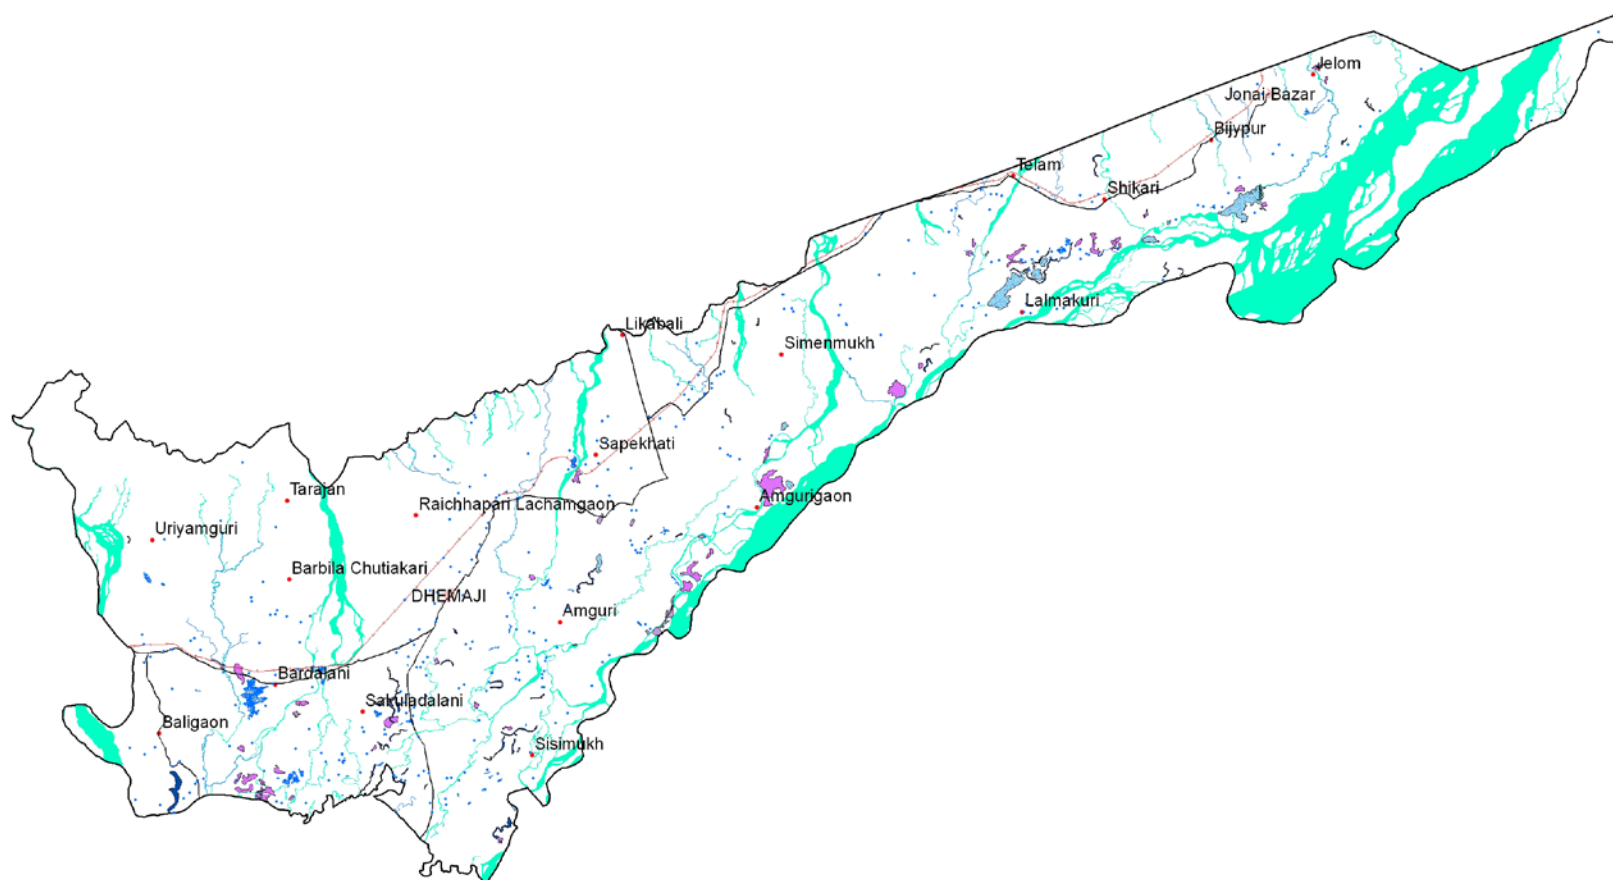 Jelom
Jonai Bazar
Bijypur
Telam
Shikari
Lalmakuri
Likabali
Simenmukh
Sapekhati
Tarajan
Raichhapari Lachamgaon
Amgurigaon
Uriyamguri
Barbila Chutiakari
DHEMAJI
Amguri
Bardalani
Sakuladalani
Baligaon
Sisimukh